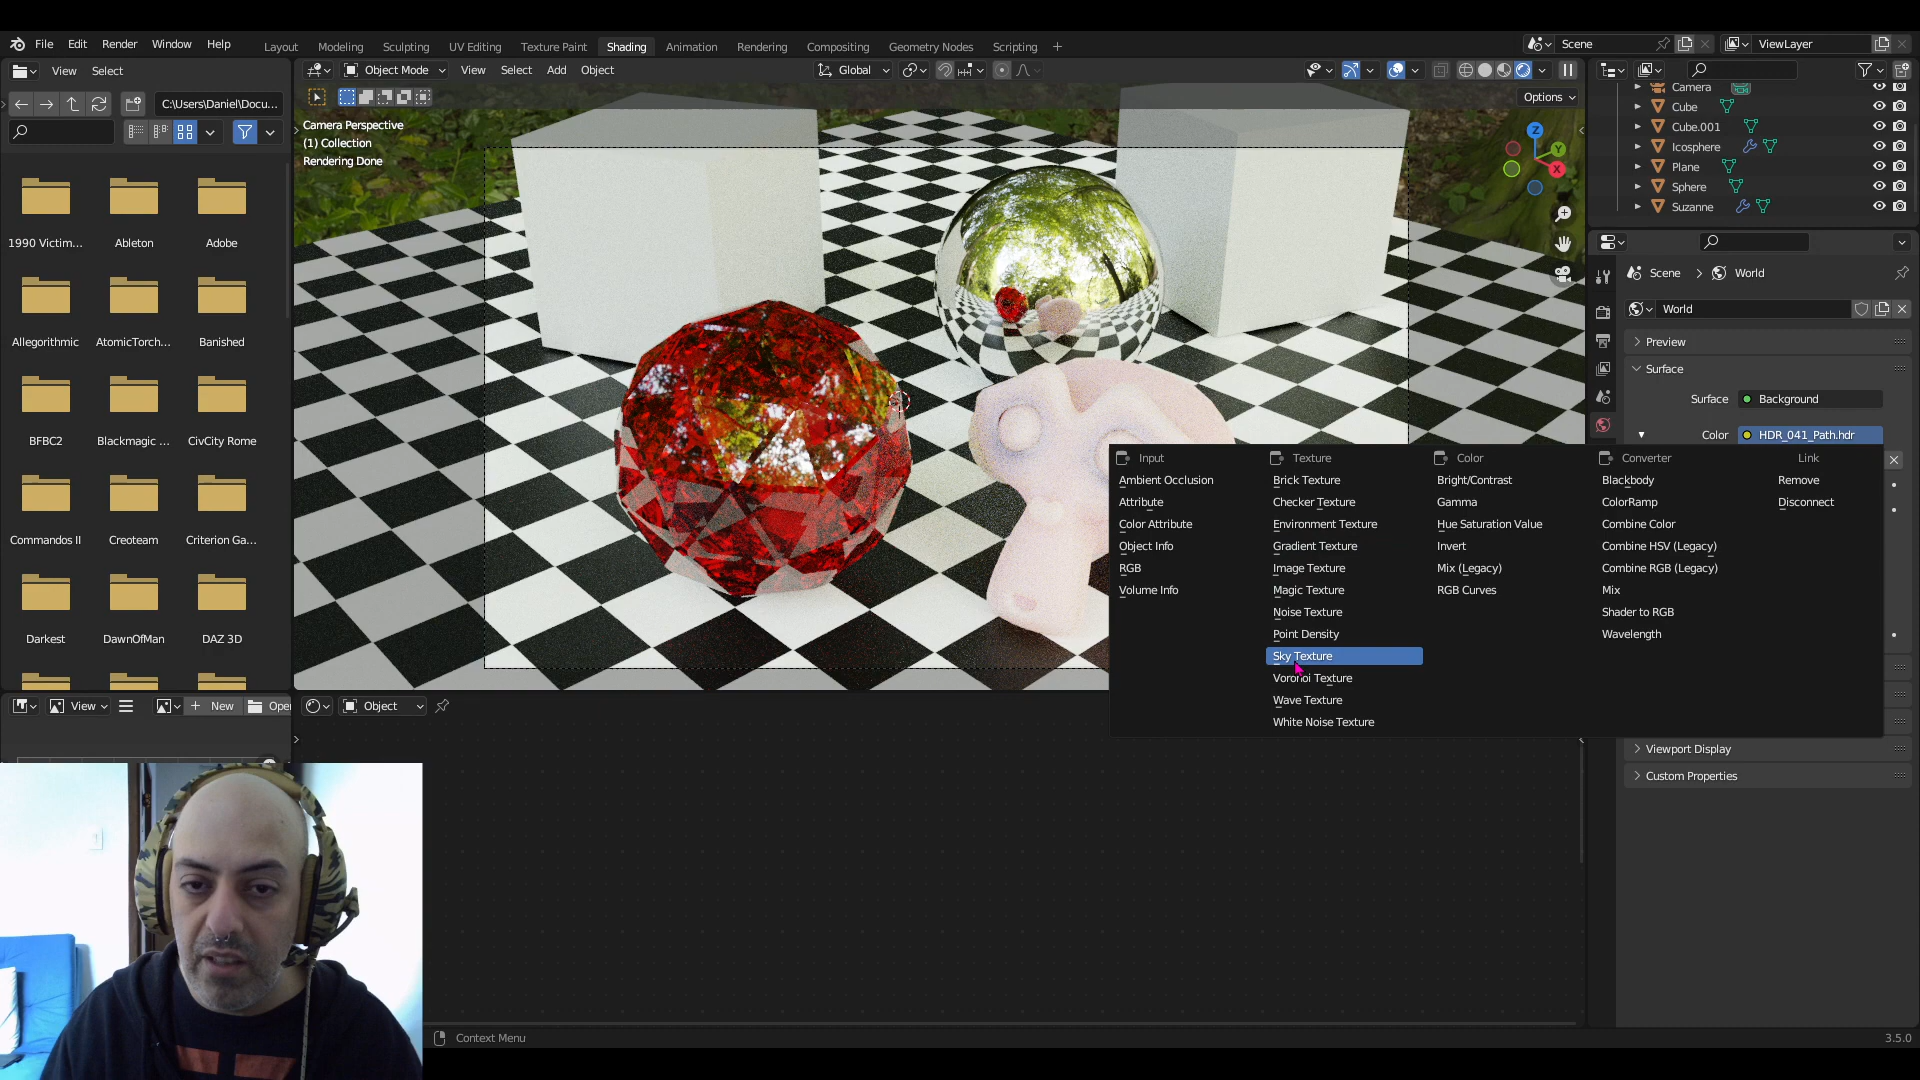 File Edit Render Window Help
Layout Modeling Sculpting UV Editing Texture Paint Shading Animation Rendering Compositing Geometry Nodes Scripting +
Scene
ViewLayer
View Select
Object Mode View Select Add Object
Global
C:\Users\Daniel\Docu...
Options
Camera Perspective
(1) Collection
Rendering Done
Z
Y
X
Camera
Cube
Cube.001
Icosphere
Plane
Sphere
Suzanne
1990 Victim... Ableton Adobe
Allegorithmic AtomicTorch... Banished
BFBC2 Blackmagic ... CivCity Rome
Commandos II Creoteam Criterion Ga...
Darkest DawnOfMan DAZ 3D
Scene > World
World
Preview
Surface
Surface Background
Color HDR_041_Path.hdr
Input
Ambient Occlusion
Attribute
Color Attribute
Object Info
RGB
Volume Info
Texture
Brick Texture
Checker Texture
Environment Texture
Gradient Texture
Image Texture
Magic Texture
Noise Texture
Point Density
Sky Texture
Voronoi Texture
Wave Texture
White Noise Texture
Color
Bright/Contrast
Gamma
Hue Saturation Value
Invert
Mix (Legacy)
RGB Curves
Converter
Blackbody
ColorRamp
Combine Color
Combine HSV (Legacy)
Combine RGB (Legacy)
Mix
Shader to RGB
Wavelength
Link
Remove
Disconnect
Viewport Display
Custom Properties
View + New
Object
Context Menu
3.5.0